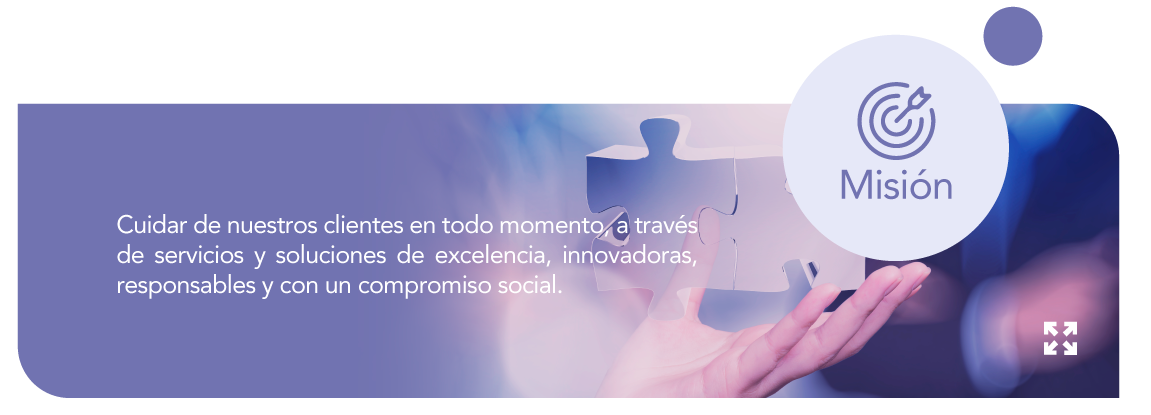 Misión
Cuidar de nuestros clientes en todo momento, a través
de servicios y soluciones de excelencia, innovadoras,
responsables y con un compromiso social.